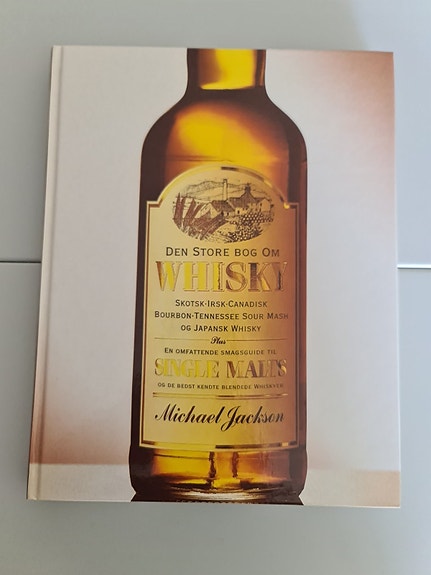 DEN STORE BOG OM
WHISKY
SKOTSK·IRSK·CANADISK
BOURBON·TENNESSEE SOUR MASH
OG JAPANSK WHISKY
Plus
EN OMFATTENDE SMAGSGUIDE TIL
SINGLE MALTS
OG DE BEDST KENDTE BLENDEDE WHISKYER
Michael Jackson